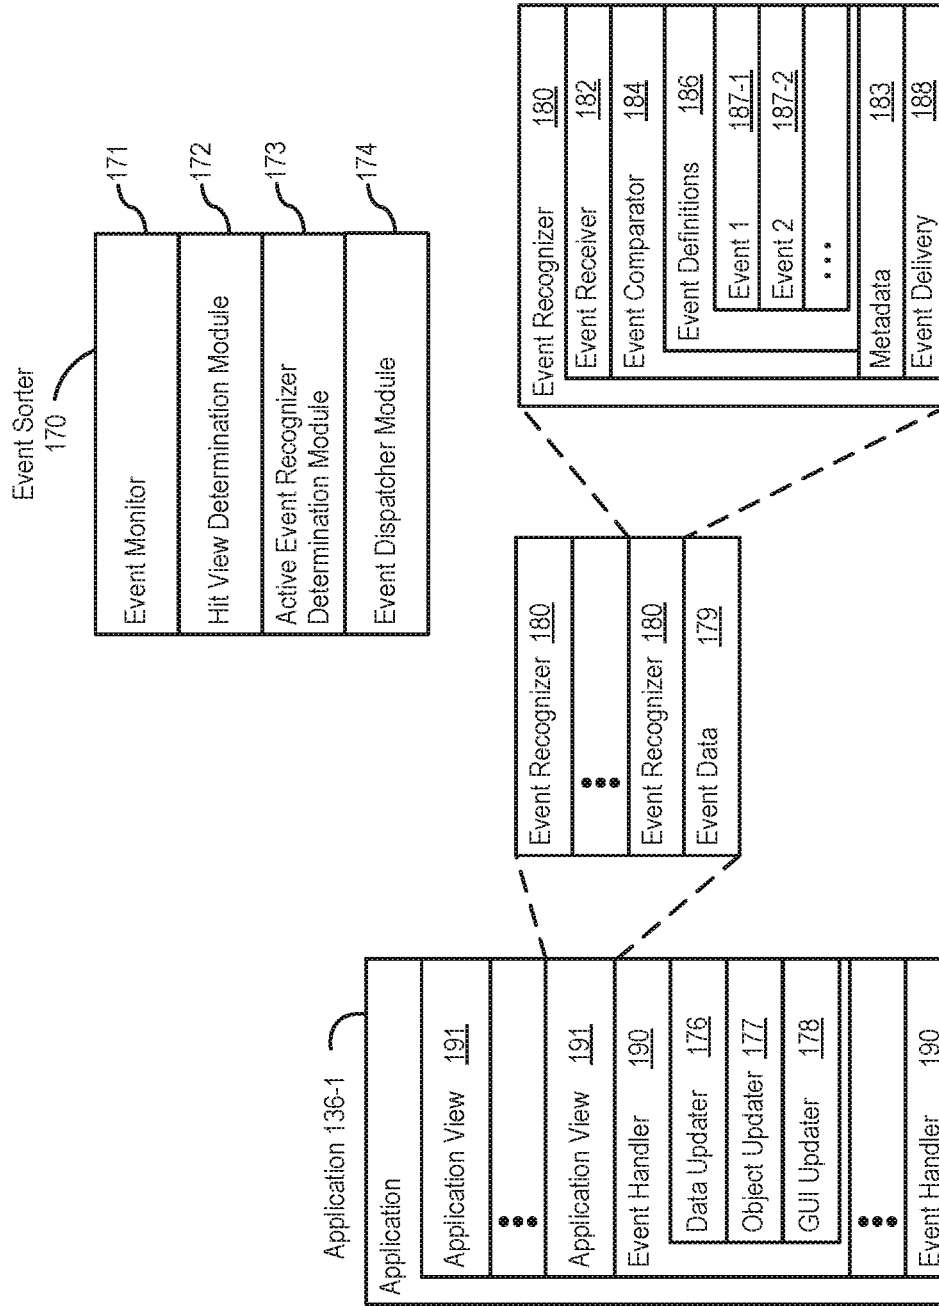 Event Sorter
170
Event Monitor
171
Hit View Determination Module
172
Active Event Recognizer
Determination Module
173
Event Dispatcher Module
174
Application 136-1
Application
Application View 191
•••
Application View 191
Event Handler 190
Data Updater 176
Object Updater 177
GUI Updater 178
•••
Event Handler 190
Event Recognizer 180
•••
Event Recognizer 180
Event Data 179
Event Recognizer 180
Event Receiver 182
Event Comparator 184
Event Definitions 186
Event 1 187-1
Event 2 187-2
•••
Metadata 183
Event Delivery 188